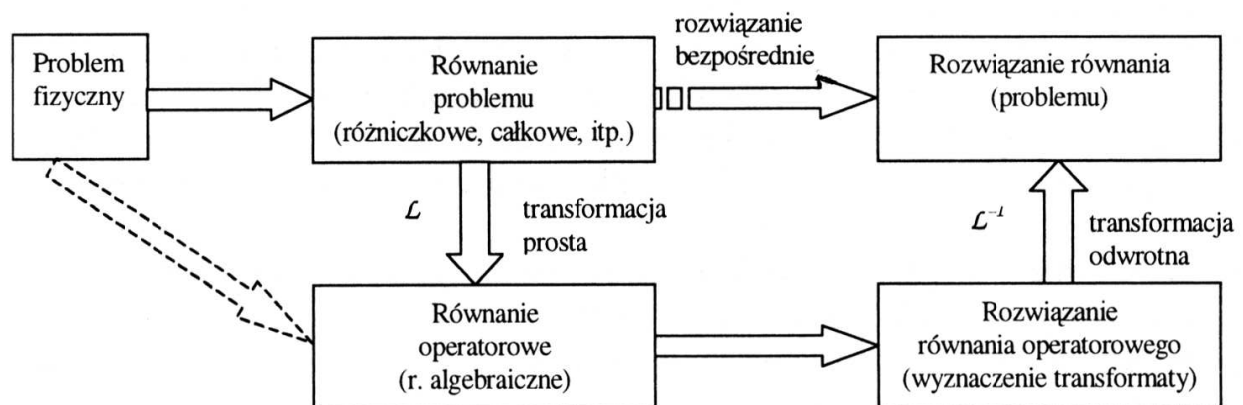 Problem
fizyczny
Równanie
problemu
(różniczkowe, całkowe, itp.)
rozwiązanie
bezpośrednie
Rozwiązanie równania
(problemu)
ℒ
transformacja
prosta
ℒ⁻¹
transformacja
odwrotna
Równanie
operatorowe
(r. algebraiczne)
Rozwiązanie
równania operatorowego
(wyznaczenie transformaty)